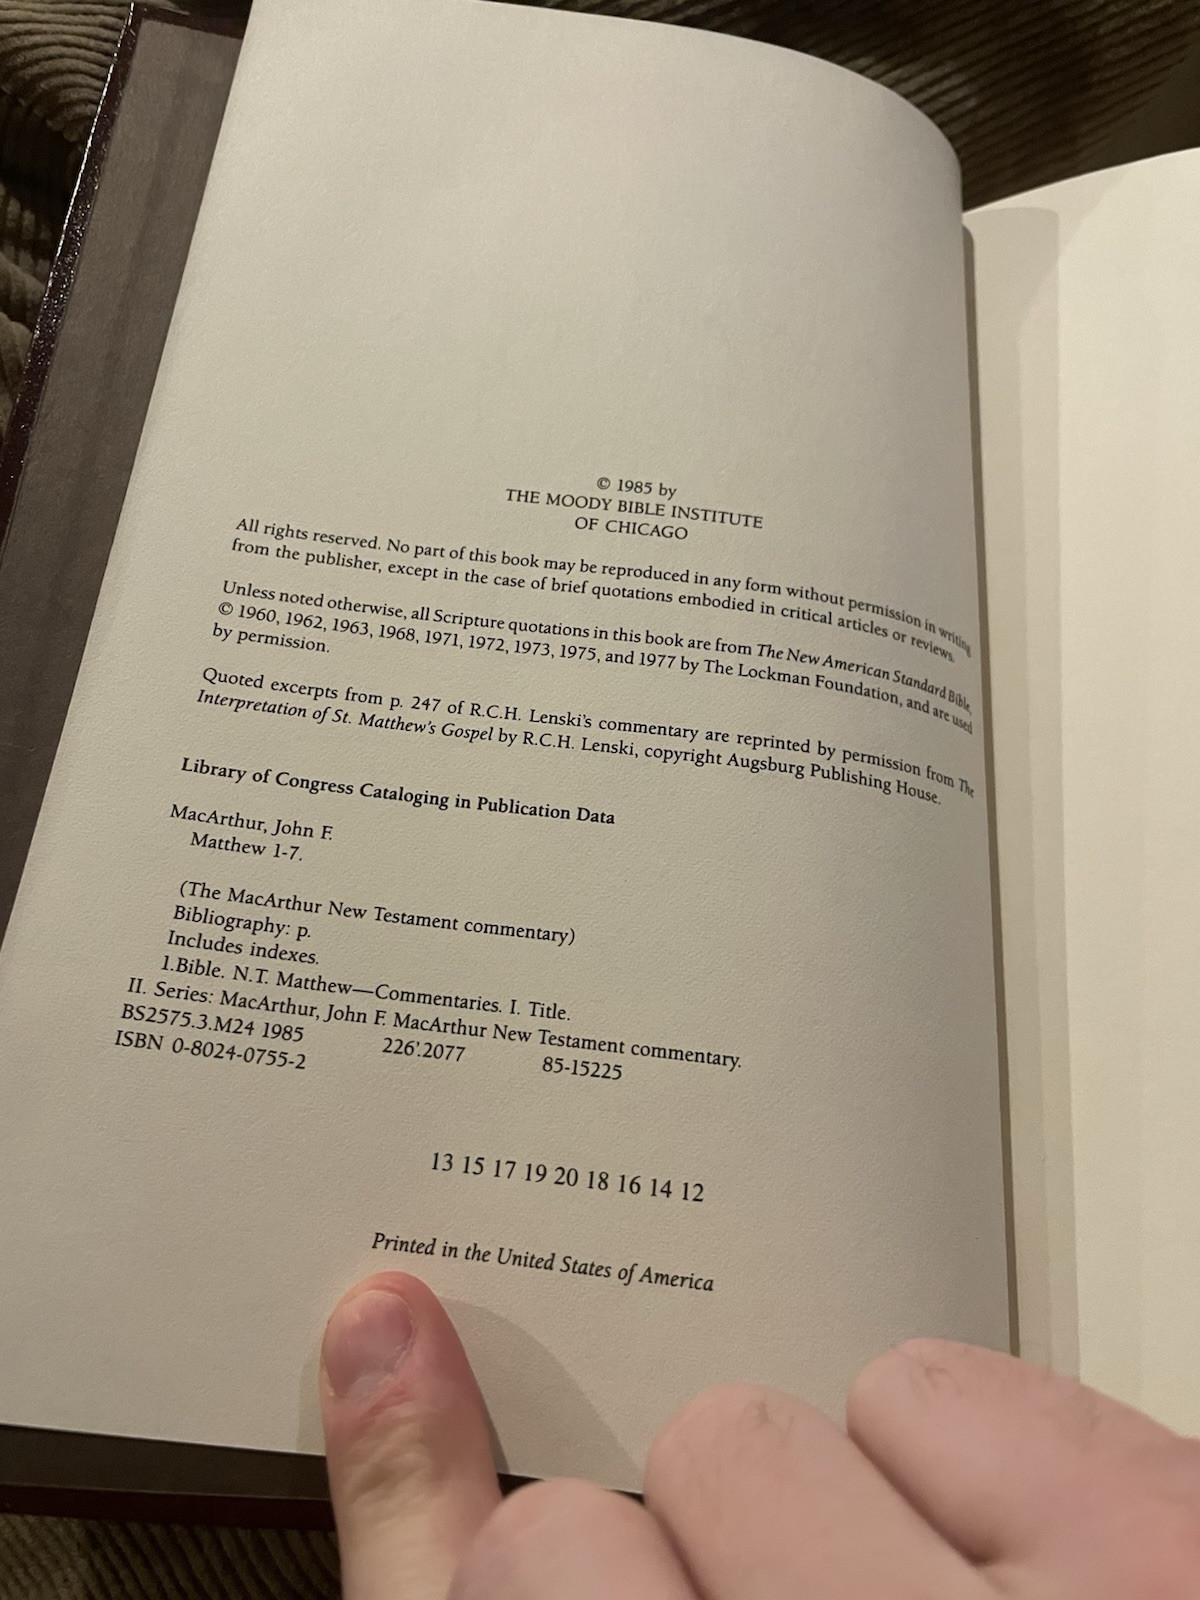 © 1985 by
THE MOODY BIBLE INSTITUTE
OF CHICAGO
All rights reserved. No part of this book may be reproduced in any form without permission in writing
from the publisher, except in the case of brief quotations embodied in critical articles or reviews.
Unless noted otherwise, all Scripture quotations in this book are from The New American Standard Bible,
© 1960, 1962, 1963, 1968, 1971, 1972, 1973, 1975, and 1977 by The Lockman Foundation, and are used
by permission.
Quoted excerpts from p. 247 of R.C.H. Lenski's commentary are reprinted by permission from The
Interpretation of St. Matthew's Gospel by R.C.H. Lenski, copyright Augsburg Publishing House.
Library of Congress Cataloging in Publication Data
MacArthur, John F.
Matthew 1-7.
(The MacArthur New Testament commentary)
Bibliography: p.
Includes indexes.
1.Bible. N.T. Matthew—Commentaries. I. Title.
II. Series: MacArthur, John F. MacArthur New Testament commentary.
BS2575.3.M24 1985 226'.2077 85-15225
ISBN 0-8024-0755-2
13 15 17 19 20 18 16 14 12
Printed in the United States of America